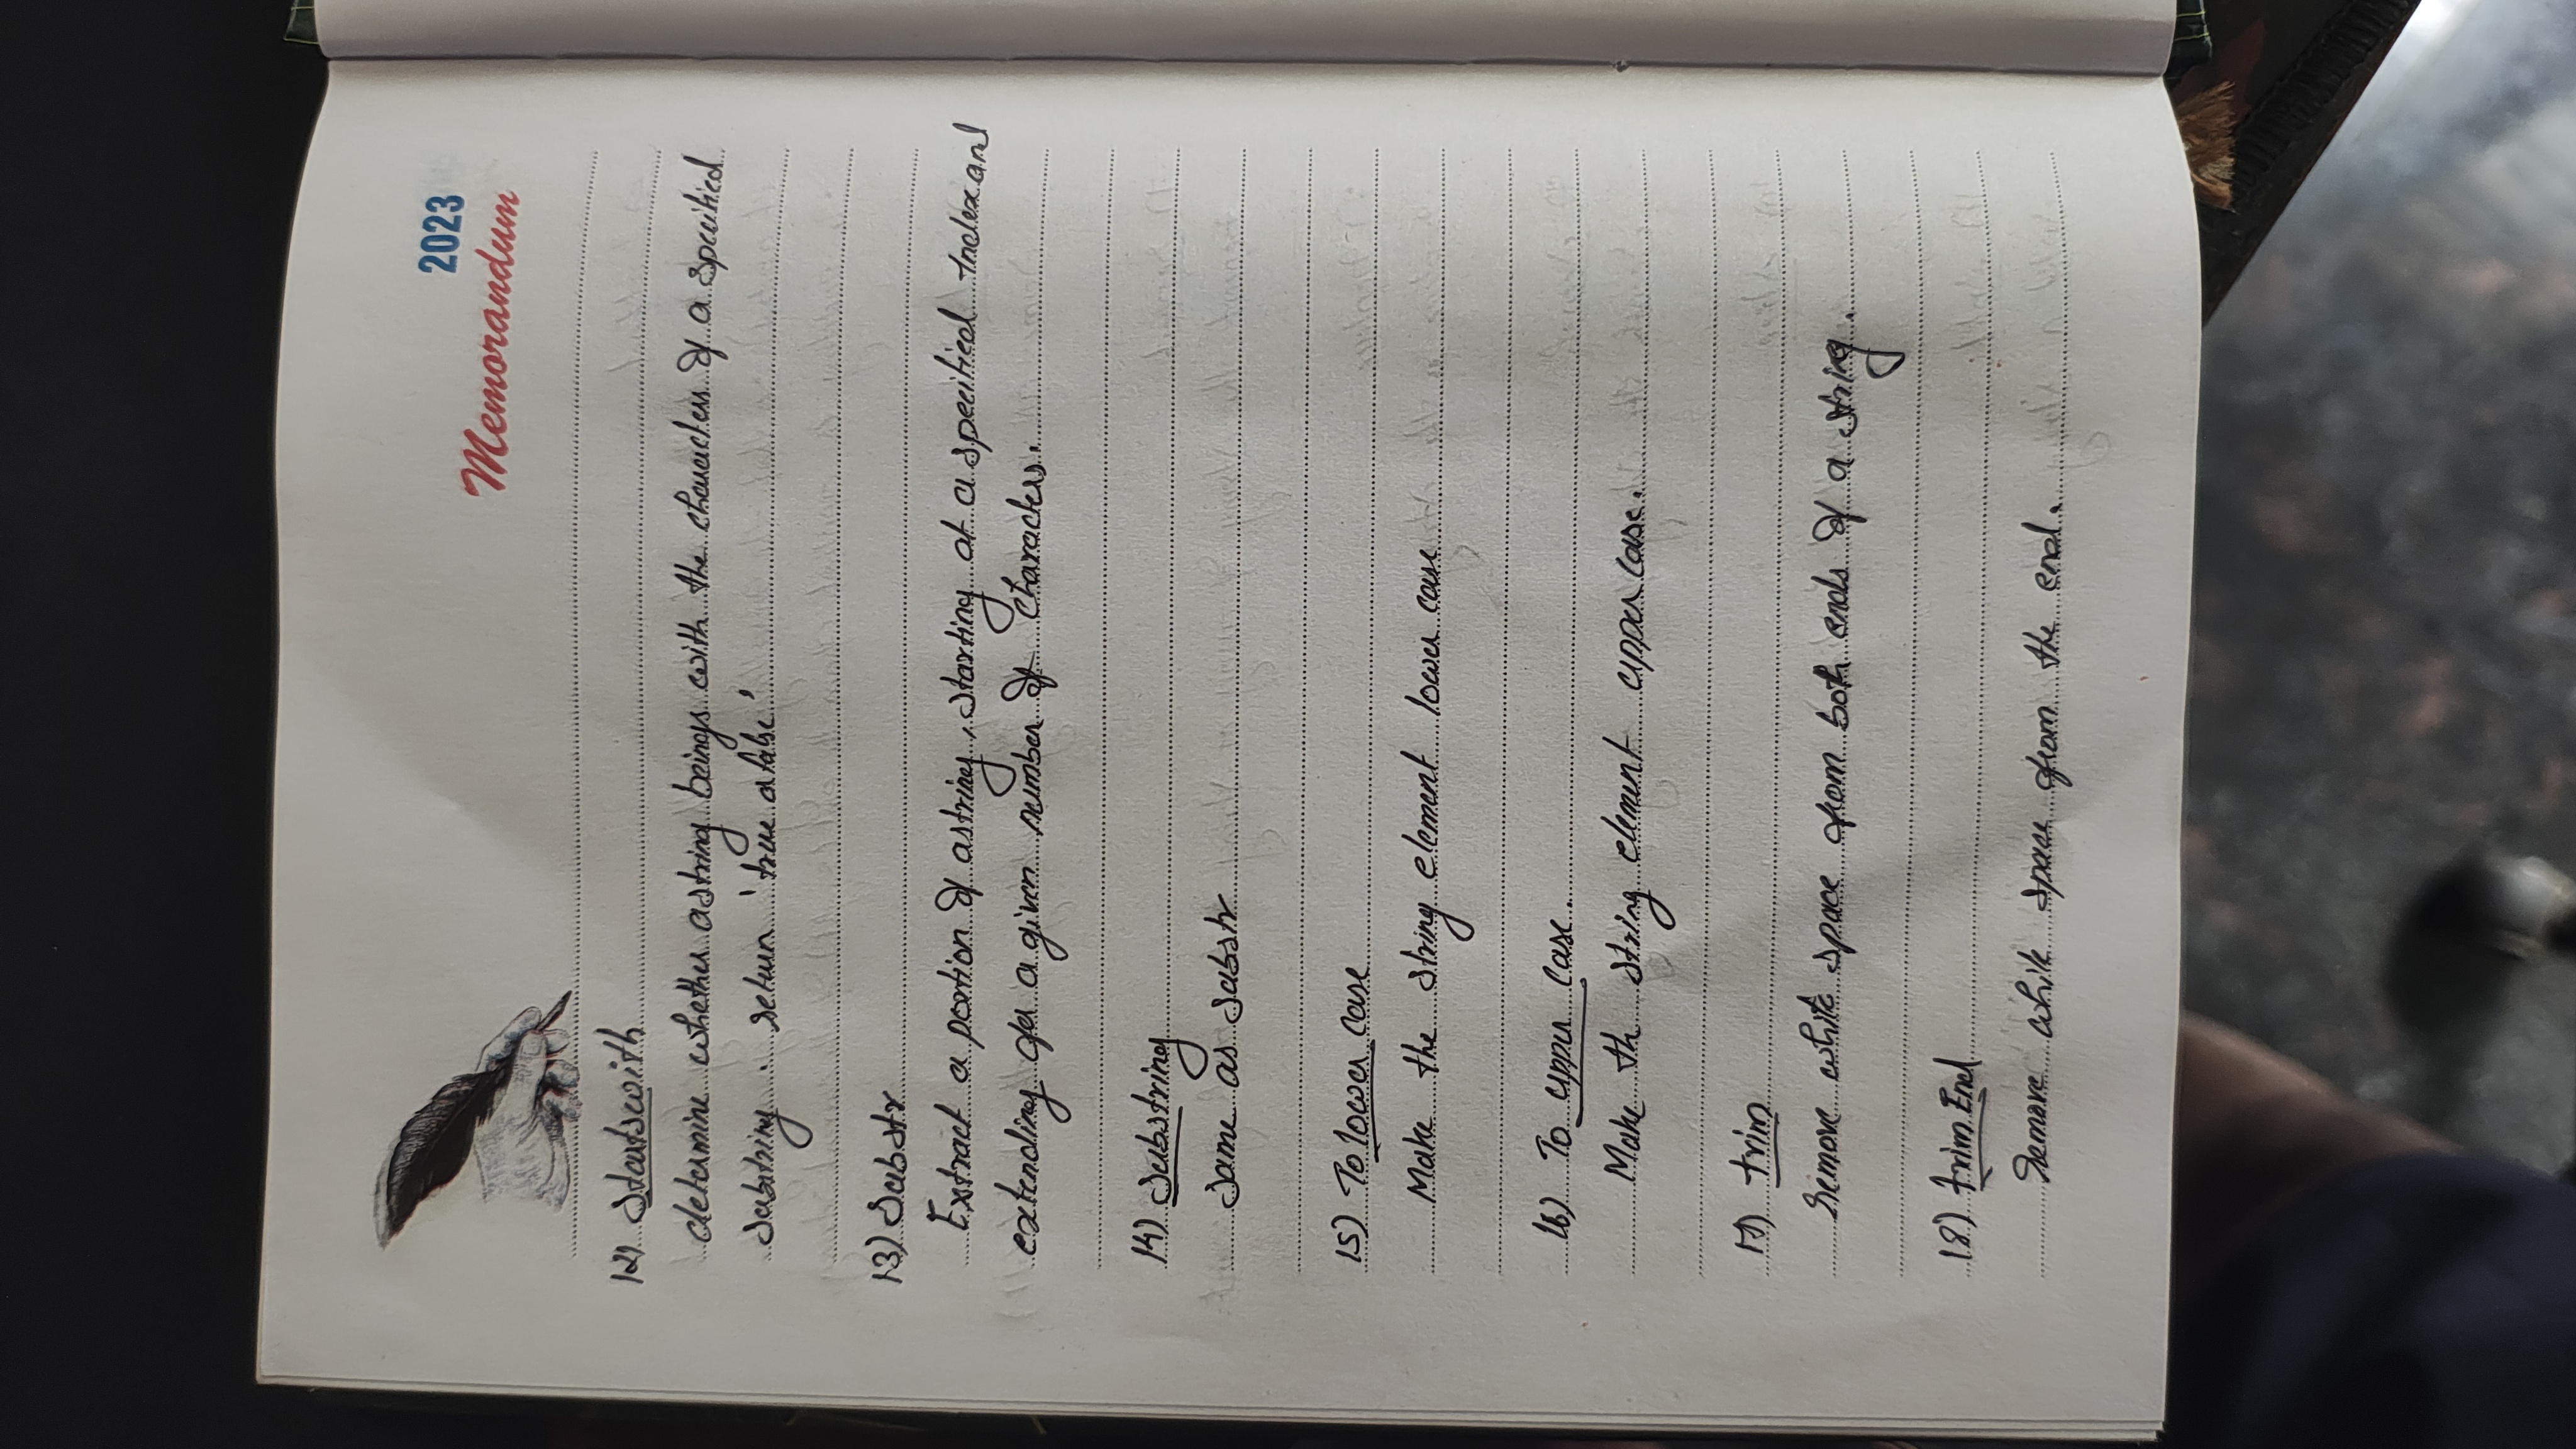 2023
Memorandum
12) Startswith
determine whether a string beings with the characters of a specified
Substring . return 'true or false'
13) Substr
Extract a portion of a string, starting at a specified Index and
extending for a given number of characters.
14) Substring
Same as Substr
15) To lower case
Make the string element lower case
16) To upper case.
Make th string element upper case.
17) trim
Remove white space from both ends of a string.
18) trim End
Remove white space from the end.